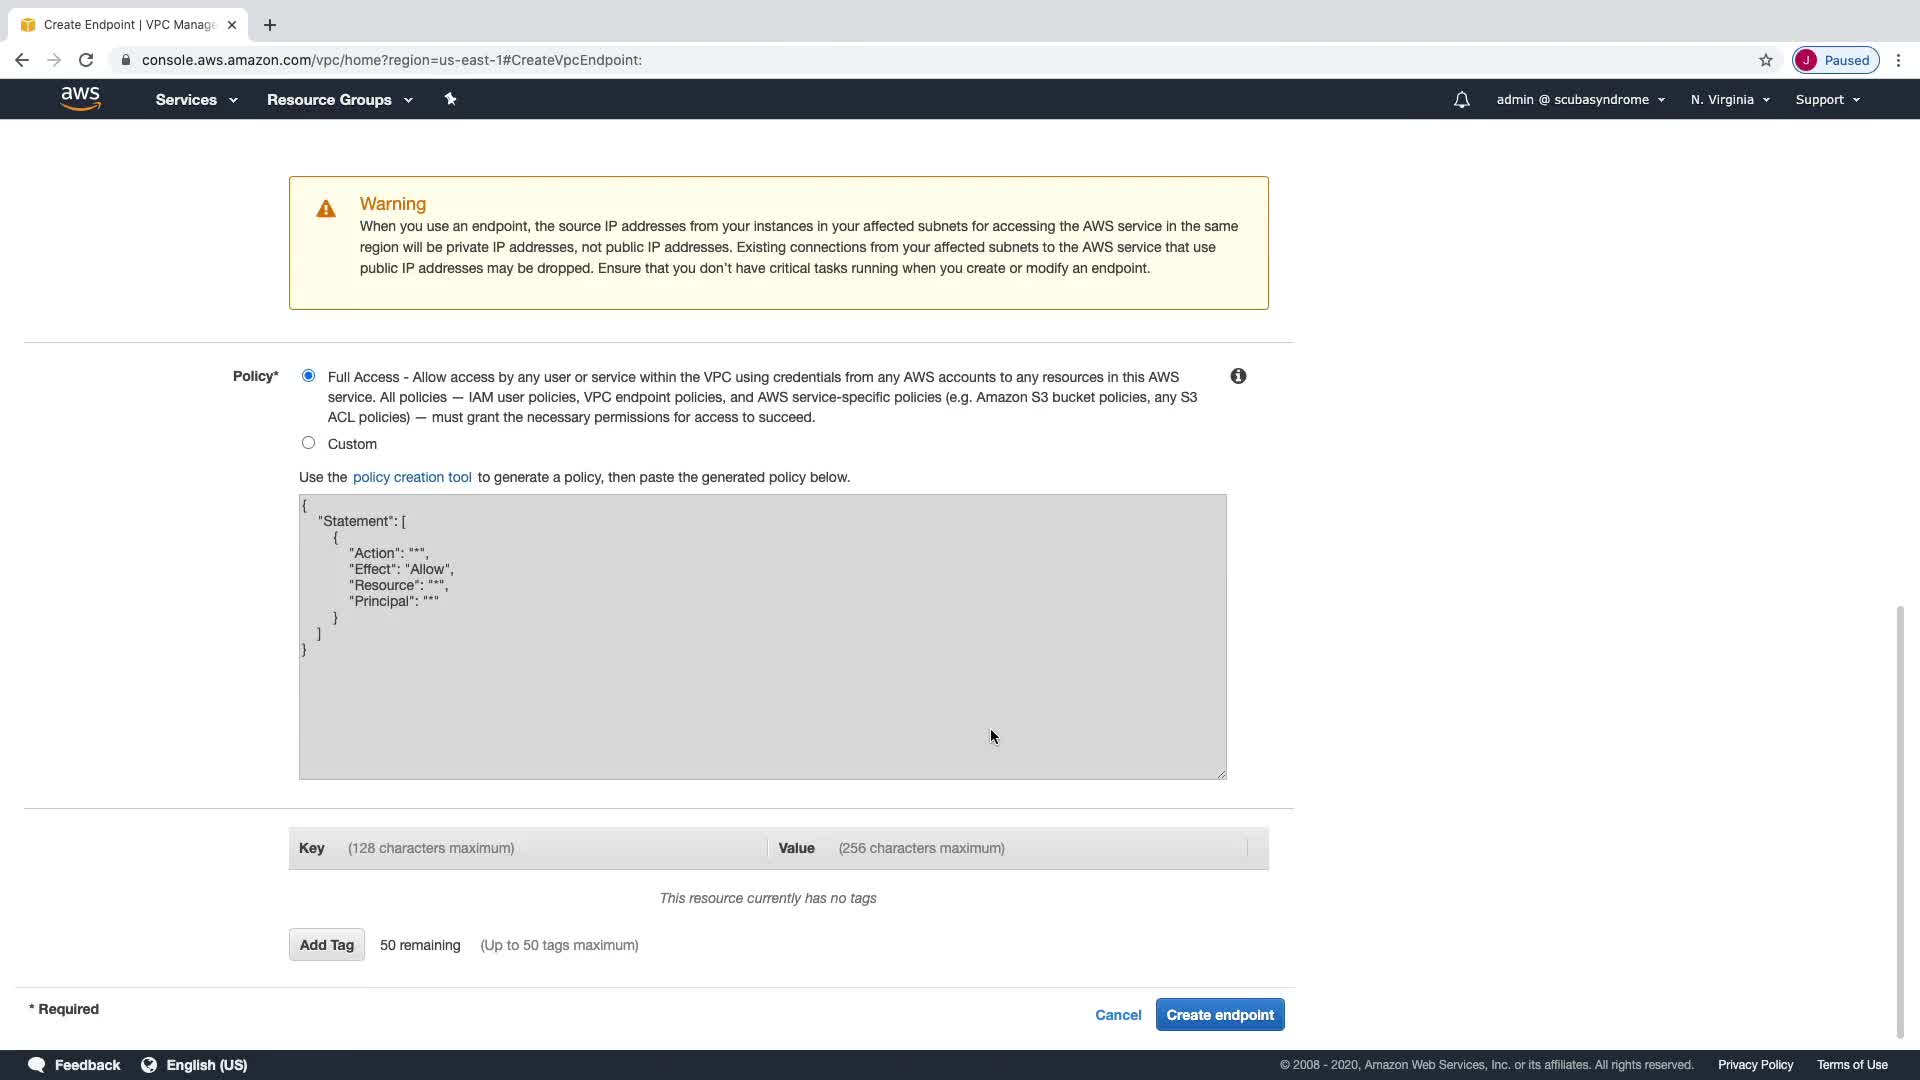 Create Endpoint | VPC Manage
console.aws.amazon.com/vpc/home?region=us-east-1#CreateVpcEndpoint:
J Paused
aws Services Resource Groups admin @ scubasyndrome N. Virginia Support
Warning
When you use an endpoint, the source IP addresses from your instances in your affected subnets for accessing the AWS service in the same
region will be private IP addresses, not public IP addresses. Existing connections from your affected subnets to the AWS service that use
public IP addresses may be dropped. Ensure that you don't have critical tasks running when you create or modify an endpoint.
Policy* Full Access - Allow access by any user or service within the VPC using credentials from any AWS accounts to any resources in this AWS
service. All policies — IAM user policies, VPC endpoint policies, and AWS service-specific policies (e.g. Amazon S3 bucket policies, any S3
ACL policies) — must grant the necessary permissions for access to succeed.
Custom
Use the policy creation tool to generate a policy, then paste the generated policy below.
{
"Statement": [
{
"Action": "*",
"Effect": "Allow",
"Resource": "*",
"Principal": "*"
}
]
}
Key (128 characters maximum) Value (256 characters maximum)
This resource currently has no tags
Add Tag 50 remaining (Up to 50 tags maximum)
* Required
Cancel Create endpoint
Feedback English (US) © 2008 - 2020, Amazon Web Services, Inc. or its affiliates. All rights reserved. Privacy Policy Terms of Use